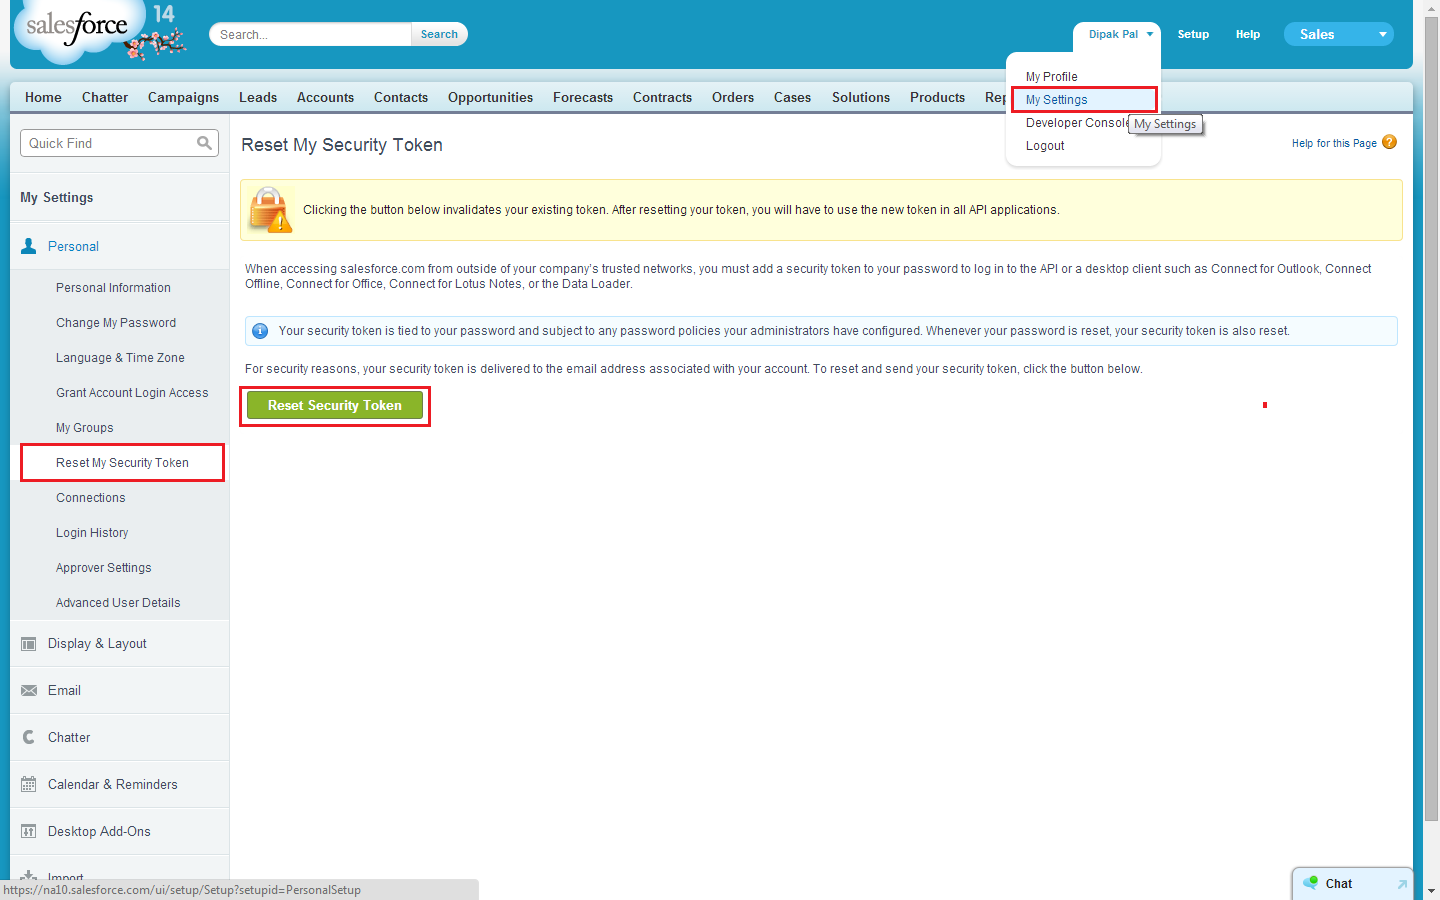 salesforce
14
Search...
Search
Dipak Pal
Setup
Help
Sales
My Profile
My Settings
Developer Console
Logout
My Settings
Home
Chatter
Campaigns
Leads
Accounts
Contacts
Opportunities
Forecasts
Contracts
Orders
Cases
Solutions
Products
Rep
Quick Find
Reset My Security Token
Help for this Page
?
My Settings
Clicking the button below invalidates your existing token. After resetting your token, you will have to use the new token in all API applications.
Personal
Personal Information
Change My Password
Language & Time Zone
Grant Account Login Access
My Groups
Reset My Security Token
Connections
Login History
Approver Settings
Advanced User Details
When accessing salesforce.com from outside of your company's trusted networks, you must add a security token to your password to log in to the API or a desktop client such as Connect for Outlook, Connect
Offline, Connect for Office, Connect for Lotus Notes, or the Data Loader.
Your security token is tied to your password and subject to any password policies your administrators have configured. Whenever your password is reset, your security token is also reset.
For security reasons, your security token is delivered to the email address associated with your account. To reset and send your security token, click the button below.
Reset Security Token
Display & Layout
Email
Chatter
Calendar & Reminders
Desktop Add-Ons
Import
https://na10.salesforce.com/ui/setup/Setup?setupid=PersonalSetup
Chat